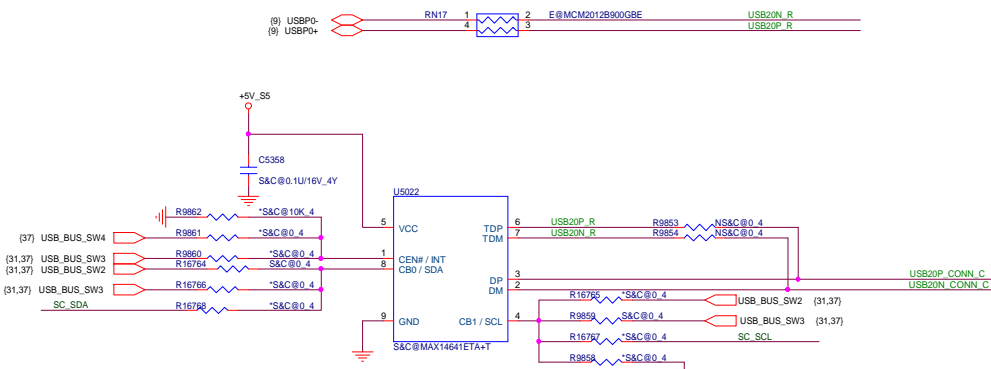 {9} USBP0- RN17 1 2 E@MCM2012B900GBE USB20N_R
{9} USBP0+ 4 3 USB20P_R
+5V_S5
C5358
S&C@0.1U/16V_4Y
U5022
R9862 *S&C@10K_4
5 VCC TDP 6 USB20P_R R9853 NS&C@0_4
{37} USB_BUS_SW4 R9861 *S&C@0_4
TDM 7 USB20N_R R9854 NS&C@0_4
{31,37} USB_BUS_SW3 R9860 *S&C@0_4 1 CEN# / INT
{31,37} USB_BUS_SW2 R16764 S&C@0_4 8 CB0 / SDA
DP 3 USB20P_CONN_C
DM 2 USB20N_CONN_C
{31,37} USB_BUS_SW3 R16766 *S&C@0_4
R16765 *S&C@0_4 USB_BUS_SW2 {31,37}
SC_SDA R16768 *S&C@0_4
9 GND CB1 / SCL 4 R9859 S&C@0_4 USB_BUS_SW3 {31,37}
R16767 *S&C@0_4 SC_SCL
S&C@MAX14641ETA+T
R9858 *S&C@0_4